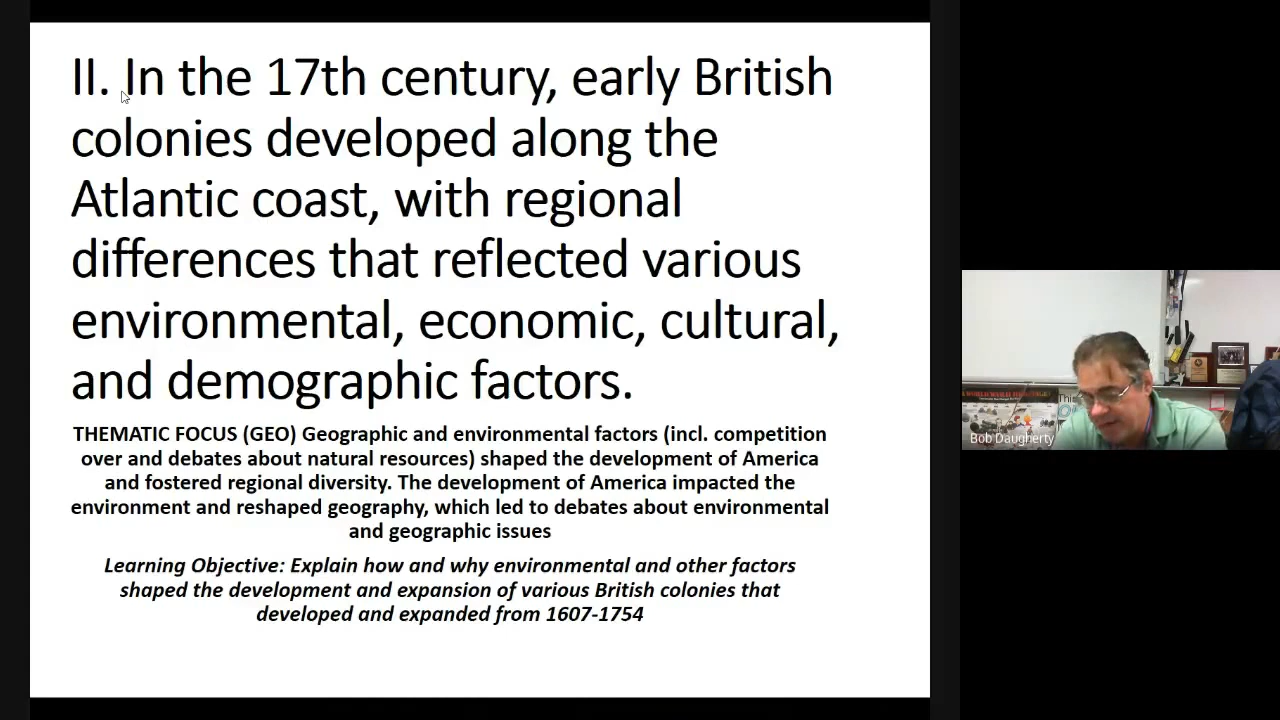 II. In the 17th century, early British
colonies developed along the
Atlantic coast, with regional
differences that reflected various
environmental, economic, cultural,
and demographic factors.
THEMATIC FOCUS (GEO) Geographic and environmental factors (incl. competition
over and debates about natural resources) shaped the development of America
and fostered regional diversity. The development of America impacted the
environment and reshaped geography, which led to debates about environmental
and geographic issues
Learning Objective: Explain how and why environmental and other factors
shaped the development and expansion of various British colonies that
developed and expanded from 1607-1754
Bob Daugherty